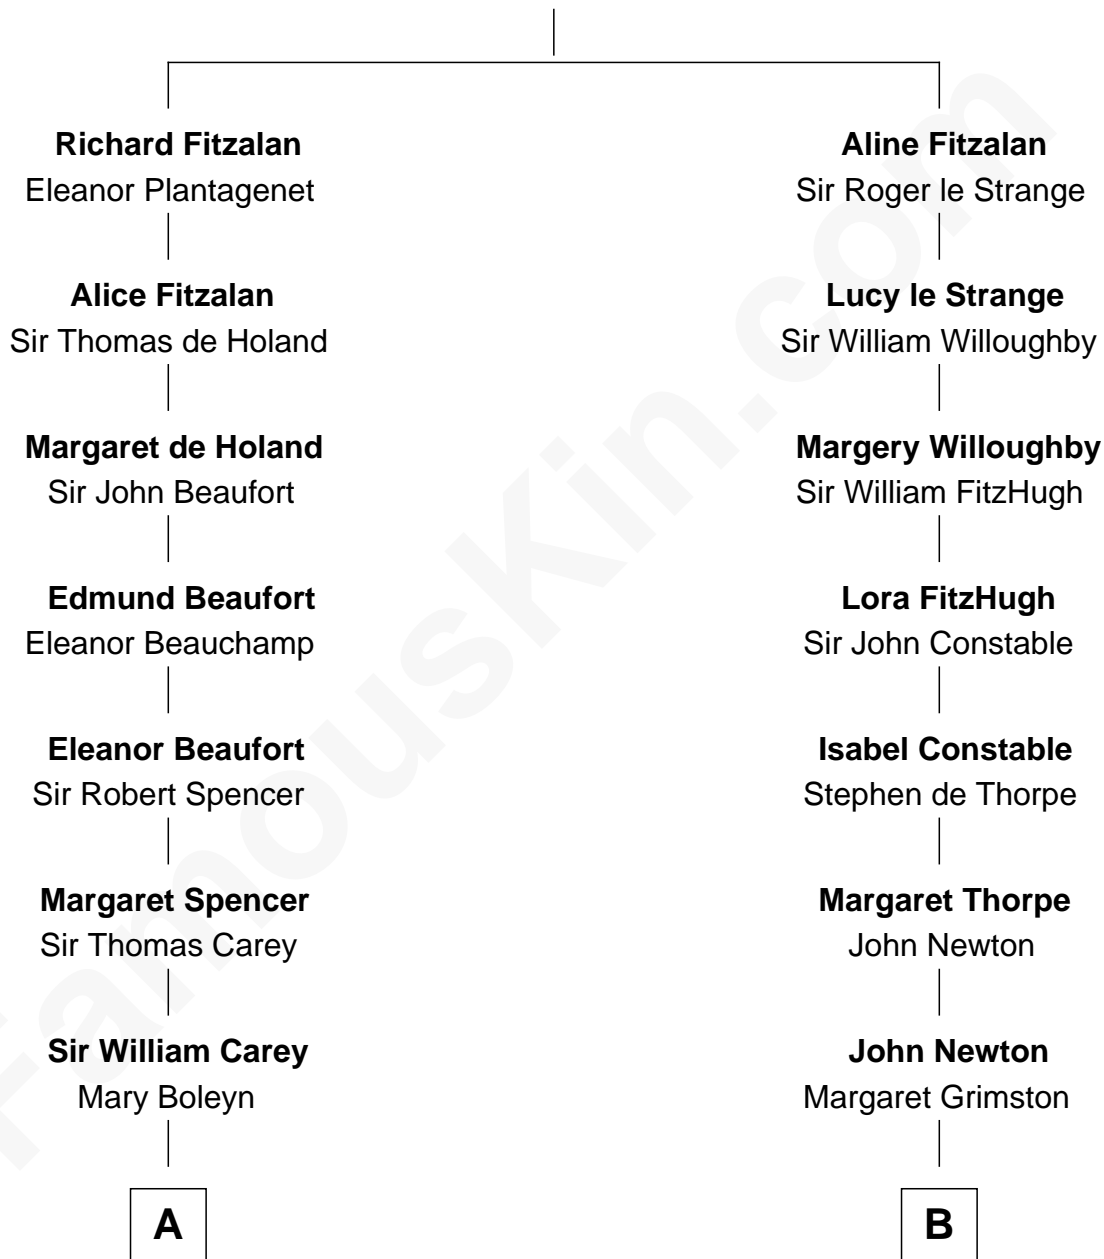 Richard Fitzalan
Eleanor Plantagenet
Alice Fitzalan
Sir Thomas de Holand
Margaret de Holand
Sir John Beaufort
Edmund Beaufort
Eleanor Beauchamp
Eleanor Beaufort
Sir Robert Spencer
Margaret Spencer
Sir Thomas Carey
Sir William Carey
Mary Boleyn
A
Aline Fitzalan
Sir Roger le Strange
Lucy le Strange
Sir William Willoughby
Margery Willoughby
Sir William FitzHugh
Lora FitzHugh
Sir John Constable
Isabel Constable
Stephen de Thorpe
Margaret Thorpe
John Newton
John Newton
Margaret Grimston
B
FamousKin.com